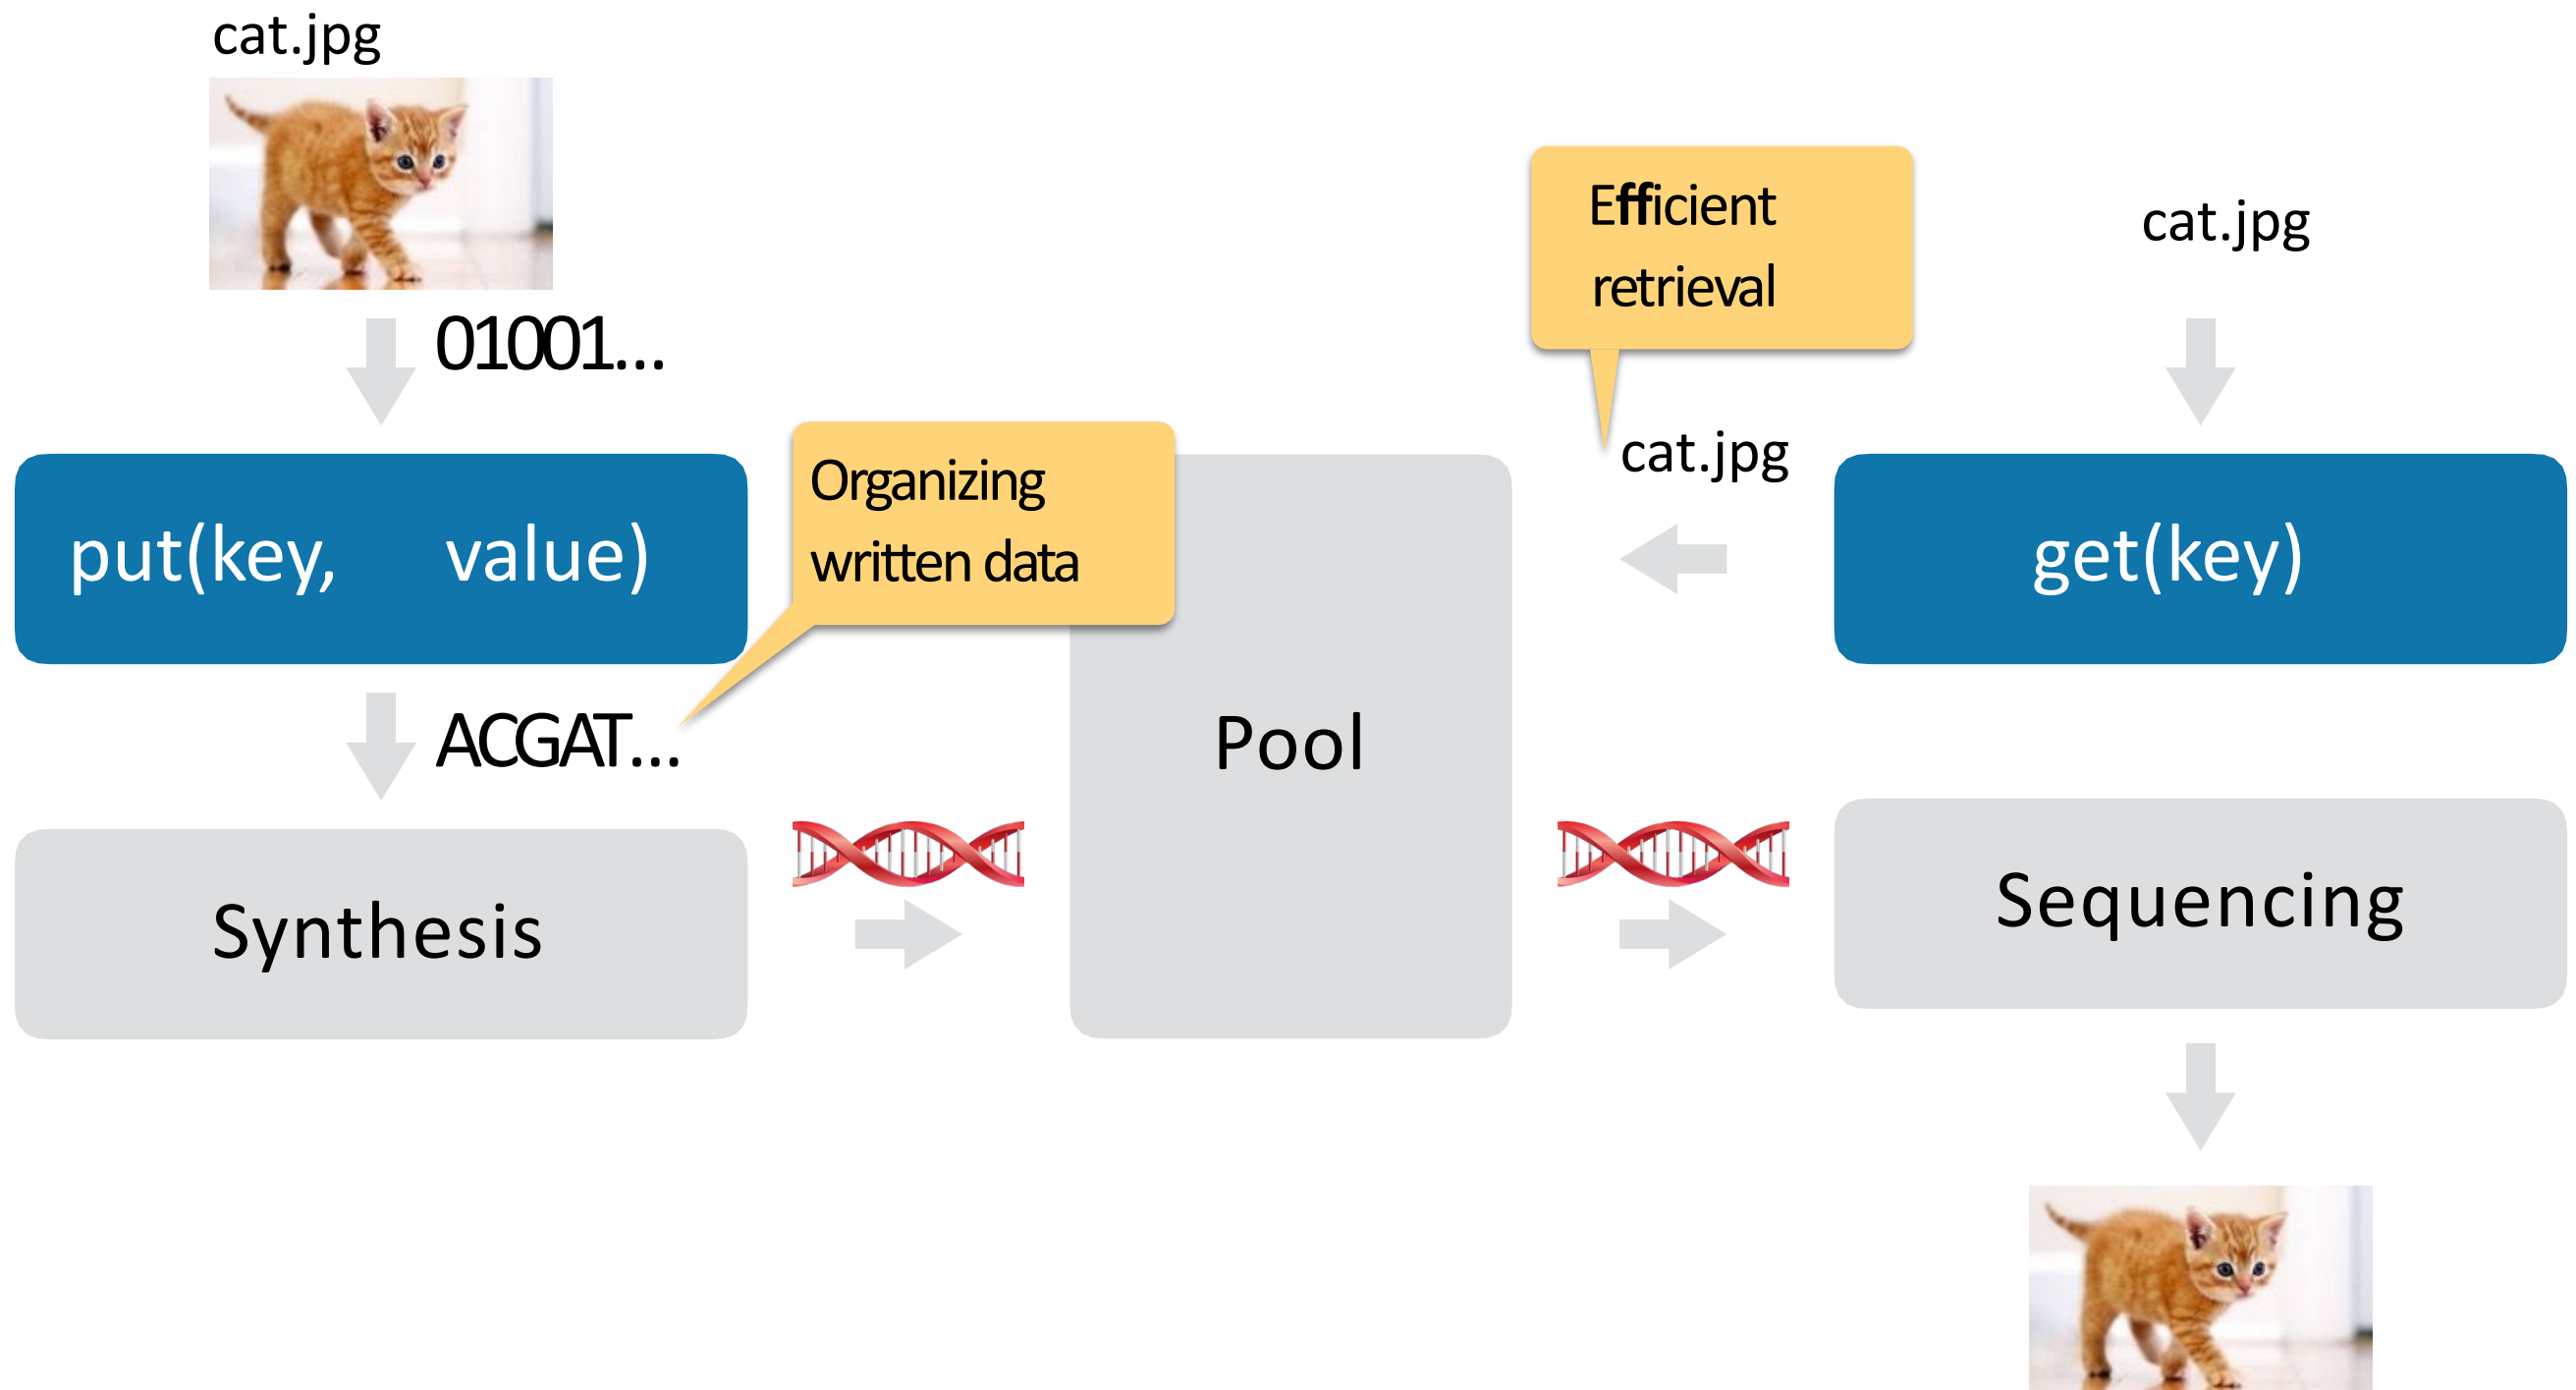 cat.jpg
01001...
put(key, value)
Organizing
written data
ACGAT...
Synthesis
Pool
Efficient
retrieval
cat.jpg
cat.jpg
get(key)
Sequencing